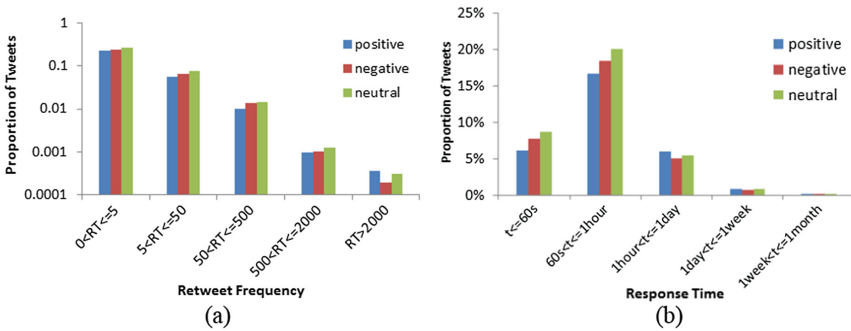 1
0.1
0.01
0.001
0.0001
Proportion of Tweets
positive
negative
neutral
0<RT<=5
5<RT<=50
50<RT<=500
500<RT<=2000
RT>2000
Retweet Frequency
(a)
25%
20%
15%
10%
5%
0%
Proportion of Tweets
positive
negative
neutral
t<=60s
60s<t<=1hour
1hour<t<=1day
1day<t<=1week
1week<t<=1month
Response Time
(b)